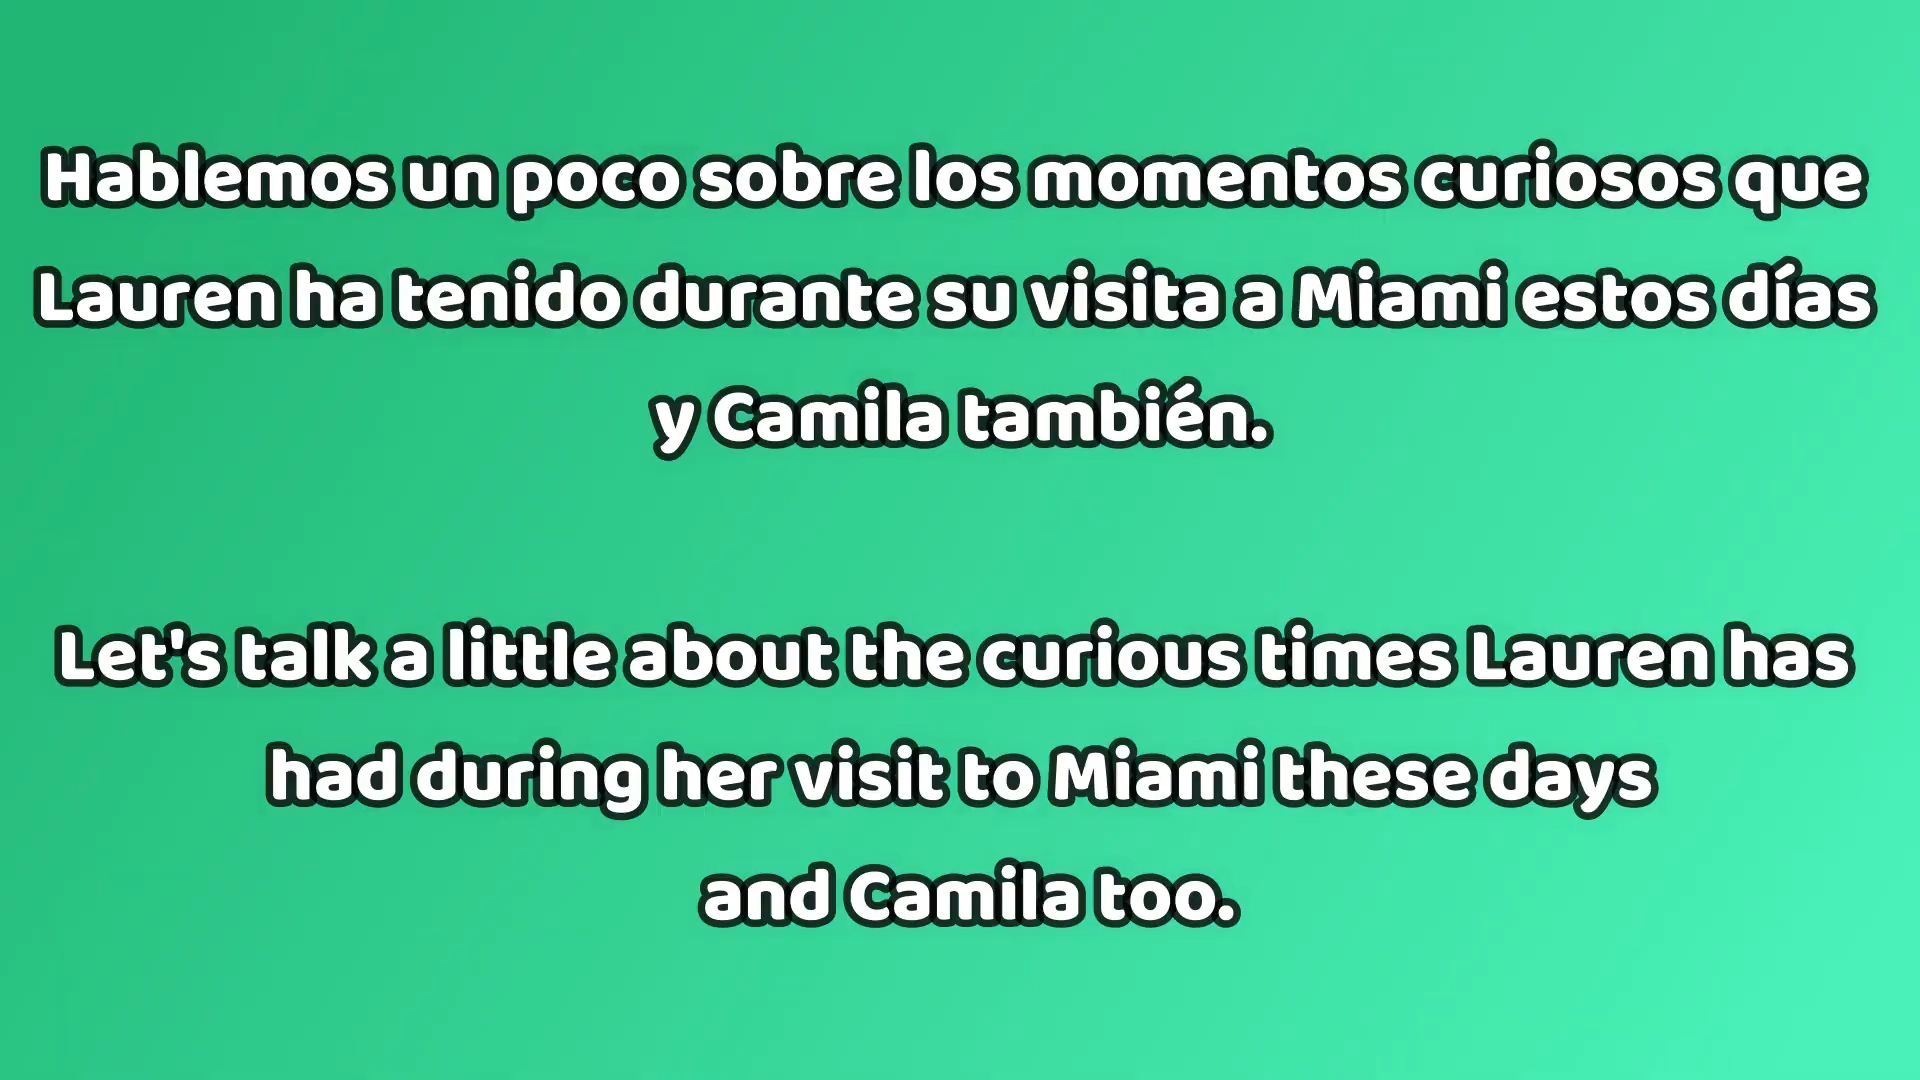 Hablemos un poco sobre los momentos curiosos que
Lauren ha tenido durante su visita a Miami estos días
y Camila también.
Let's talk a little about the curious times Lauren has
had during her visit to Miami these days
and Camila too.